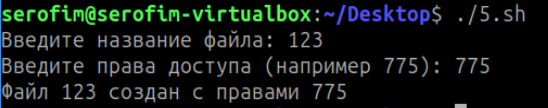 serofim@serofim-virtualbox:~/Desktop$ ./5.sh
Введите название файла: 123
Введите права доступа (например 775): 775
Файл 123 создан с правами 775